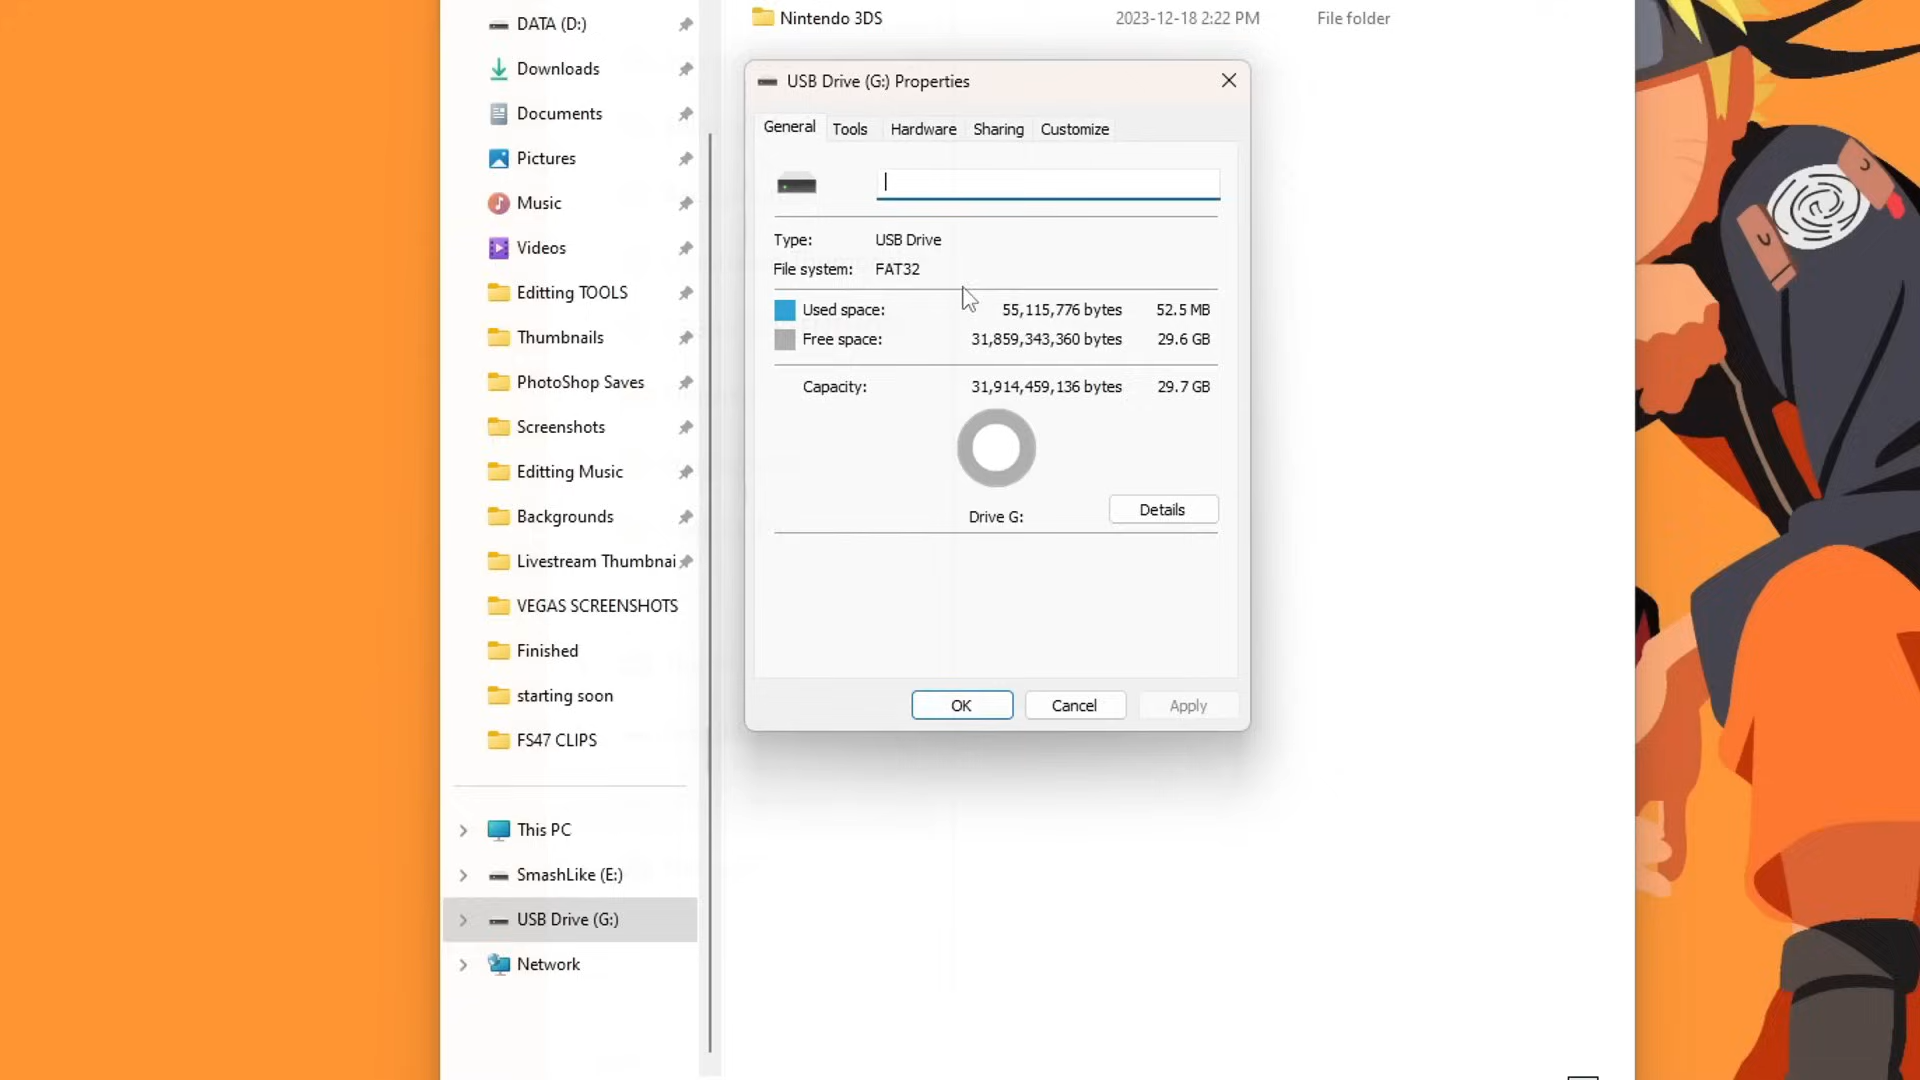 DATA (D:)
Downloads
Documents
Pictures
Music
Videos
Editting TOOLS
Thumbnails
PhotoShop Saves
Screenshots
Editting Music
Backgrounds
Livestream Thumbnai
VEGAS SCREENSHOTS
Finished
starting soon
FS47 CLIPS
This PC
SmashLike (E:)
USB Drive (G:)
Network
Nintendo 3DS 2023-12-18 2:22 PM File folder
USB Drive (G:) Properties
General Tools Hardware Sharing Customize
Type: USB Drive
File system: FAT32
Used space: 55,115,776 bytes 52.5 MB
Free space: 31,859,343,360 bytes 29.6 GB
Capacity: 31,914,459,136 bytes 29.7 GB
Drive G: Details
OK Cancel Apply